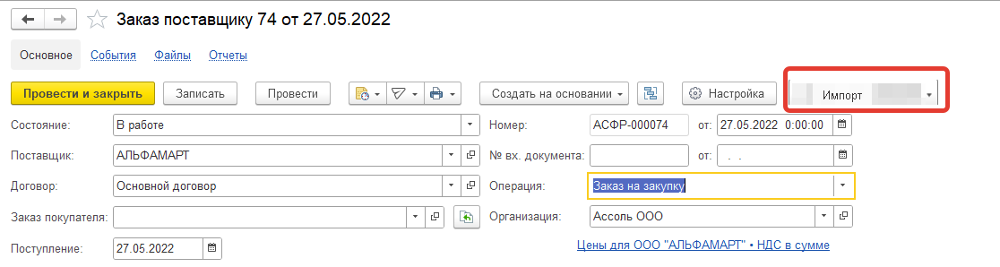 Заказ поставщику 74 от 27.05.2022
Основное События Файлы Отчеты
Провести и закрыть Записать Провести Создать на основании Настройка Импорт
Состояние: В работе Номер: АСФР-000074 от: 27.05.2022 0:00:00
Поставщик: АЛЬФАМАРТ № вх. документа: от: . .
Договор: Основной договор Операция: Заказ на закупку
Заказ покупателя: Организация: Ассоль ООО
Поступление: 27.05.2022 Цены для ООО "АЛЬФАМАРТ" • НДС в сумме